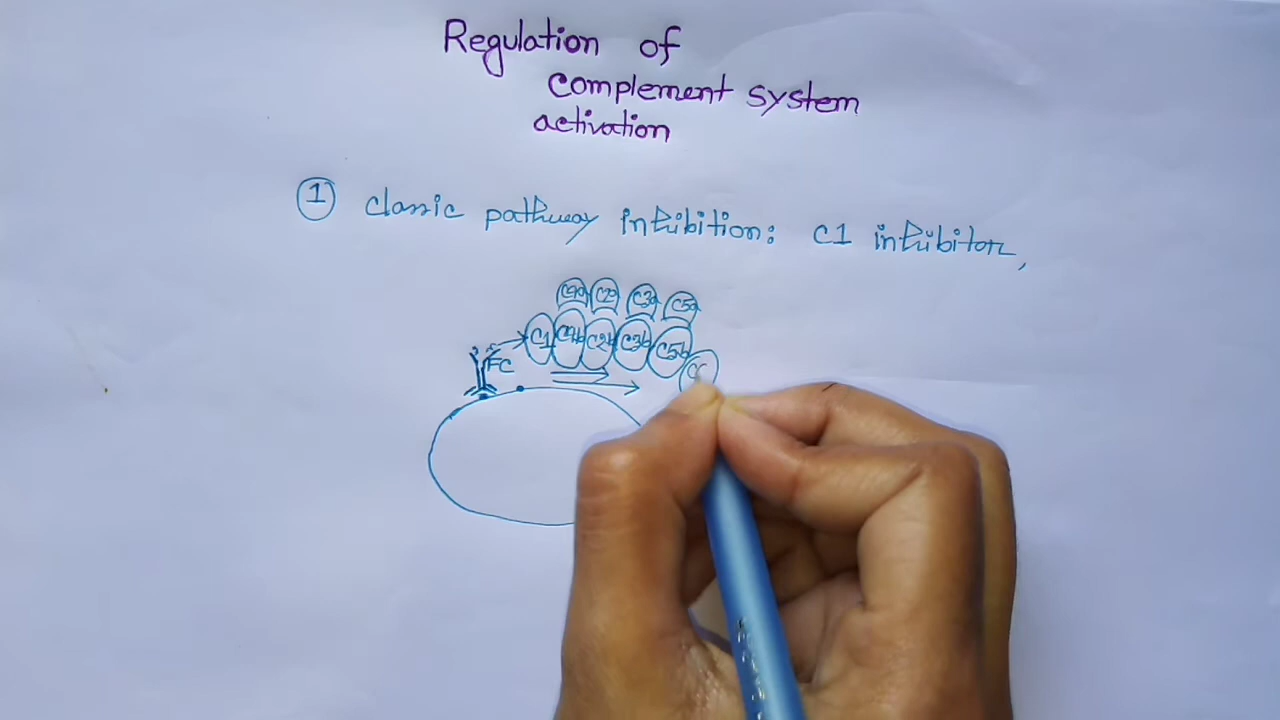 Regulation of
complement system
activation
1 classic pathway inhibition: C1 inhibitor,
C4a C2a C3a C5a
C1 C4b C2b C3b C5b
FC